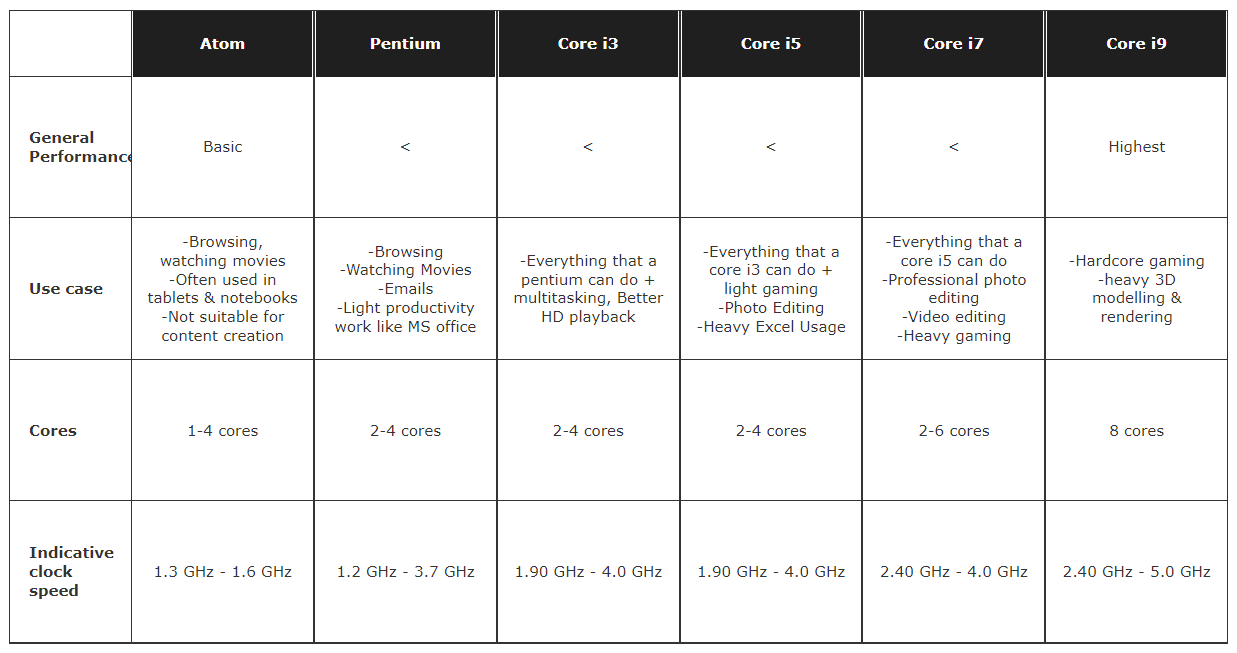 Atom Pentium Core i3 Core i5 Core i7 Core i9
General
Performance
Basic < < < < Highest
Use case
-Browsing,
watching movies
-Often used in
tablets & notebooks
-Not suitable for
content creation
-Browsing
-Watching Movies
-Emails
-Light productivity
work like MS office
-Everything that a
pentium can do +
multitasking, Better
HD playback
-Everything that a
core i3 can do +
light gaming
-Photo Editing
-Heavy Excel Usage
-Everything that a
core i5 can do
-Professional photo
editing
-Video editing
-Heavy gaming
-Hardcore gaming
-heavy 3D
modelling &
rendering
Cores 1-4 cores 2-4 cores 2-4 cores 2-4 cores 2-6 cores 8 cores
Indicative
clock
speed
1.3 GHz - 1.6 GHz 1.2 GHz - 3.7 GHz 1.90 GHz - 4.0 GHz 1.90 GHz - 4.0 GHz 2.40 GHz - 4.0 GHz 2.40 GHz - 5.0 GHz